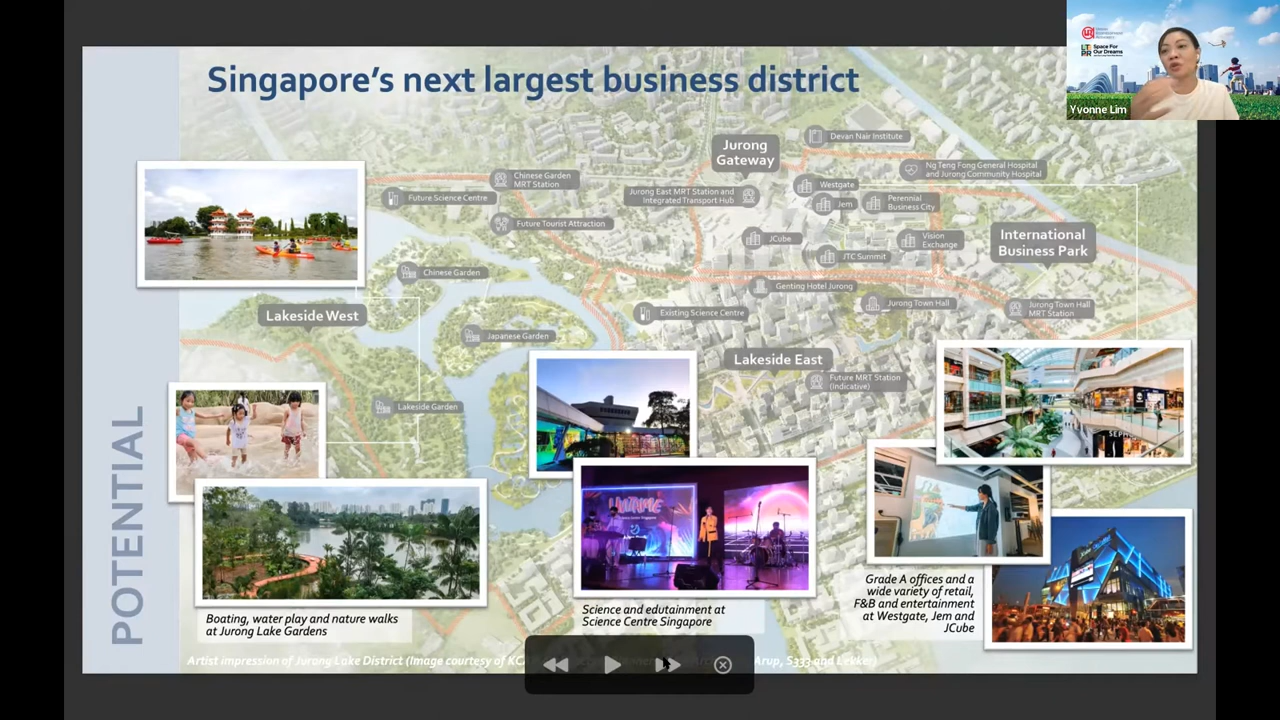 Singapore's next largest business district
Space For
Our Dreams
Yvonne Lim
POTENTIAL
Jurong
Gateway
Devan Nair Institute
Ng Teng Fong General Hospital
and Jurong Community Hospital
Chinese Garden
MRT Station
Future Science Centre
Jurong East MRT Station and
Integrated Transport Hub
Westgate
Jem
Perennial
Business City
Future Tourist Attraction
JCube
Vision
Exchange
International
Business Park
JTC Summit
Chinese Garden
Genting Hotel Jurong
Jurong Town Hall
Jurong Town Hall
MRT Station
Lakeside West
Existing Science Centre
Japanese Garden
Lakeside East
Future MRT Station
(Indicative)
Lakeside Garden
Boating, water play and nature walks
at Jurong Lake Gardens
Science and edutainment at
Science Centre Singapore
Grade A offices and a
wide variety of retail,
F&B and entertainment
at Westgate, Jem and
JCube
Artist impression of Jurong Lake District (Image courtesy of Arup, S333 and Lekker)